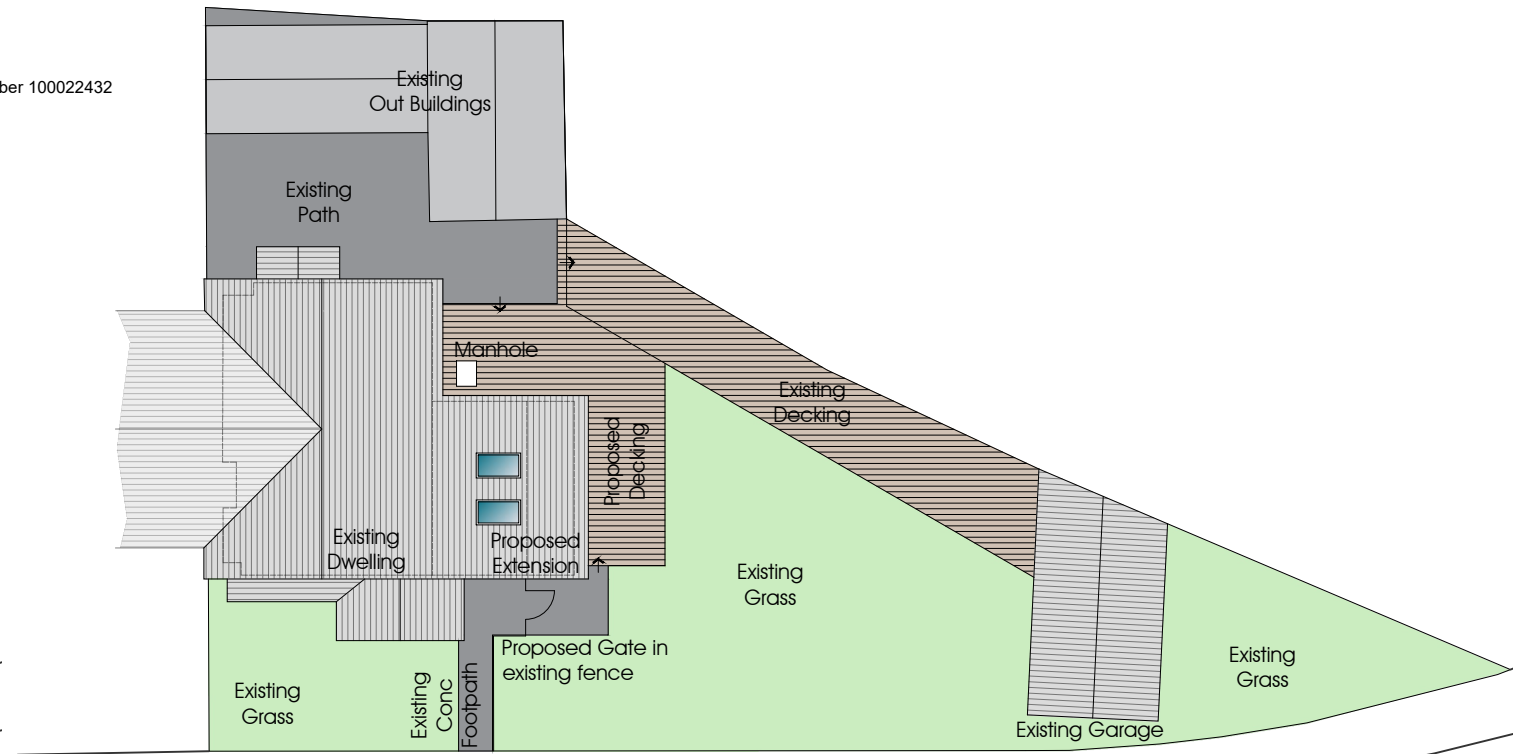 ber 100022432
Existing
Out Buildings
Existing
Path
Manhole
Existing
Decking
Proposed
Decking
Existing
Dwelling
Proposed
Extension
Existing
Grass
Proposed Gate in
existing fence
Existing
Grass
Existing
Conc
Footpath
Existing
Grass
Existing Garage